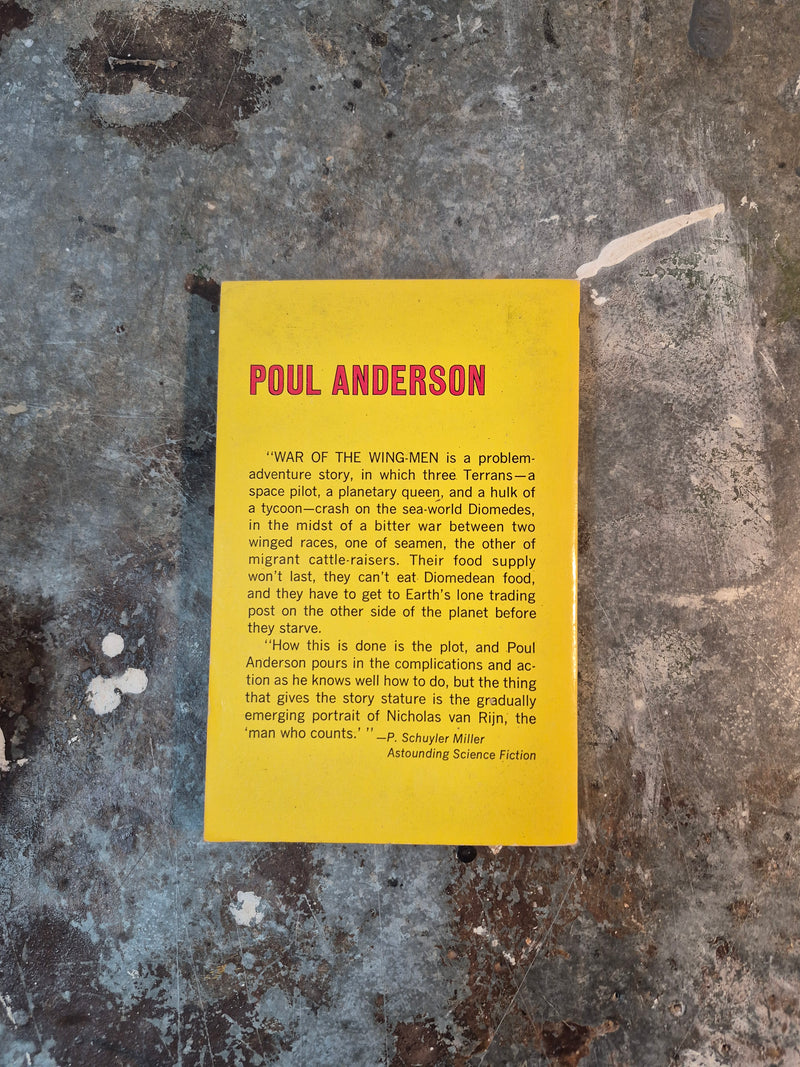 POUL ANDERSON
"WAR OF THE WING-MEN is a problem-
adventure story, in which three Terrans—a
space pilot, a planetary queen, and a hulk of
a tycoon—crash on the sea-world Diomedes,
in the midst of a bitter war between two
winged races, one of seamen, the other of
migrant cattle-raisers. Their food supply
won't last, they can't eat Diomedean food,
and they have to get to Earth's lone trading
post on the other side of the planet before
they starve.
"How this is done is the plot, and Poul
Anderson pours in the complications and ac-
tion as he knows well how to do, but the thing
that gives the story stature is the gradually
emerging portrait of Nicholas van Rijn, the
'man who counts.' " —P. Schuyler Miller
Astounding Science Fiction